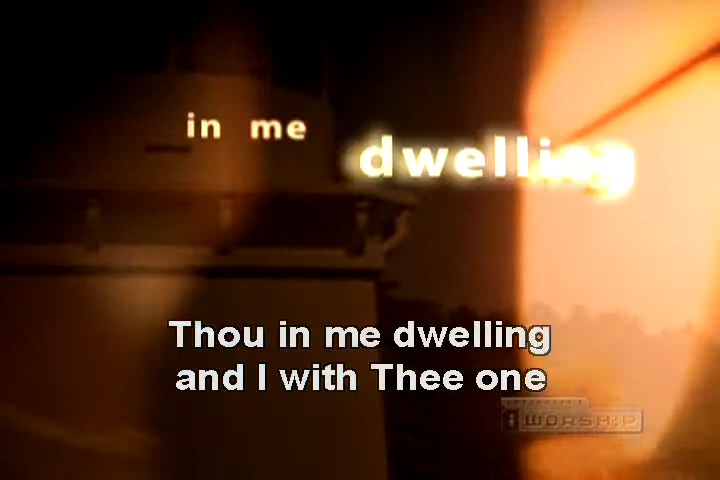 in me
dwelling
Thou in me dwelling
and I with Thee one
iWORSHIP